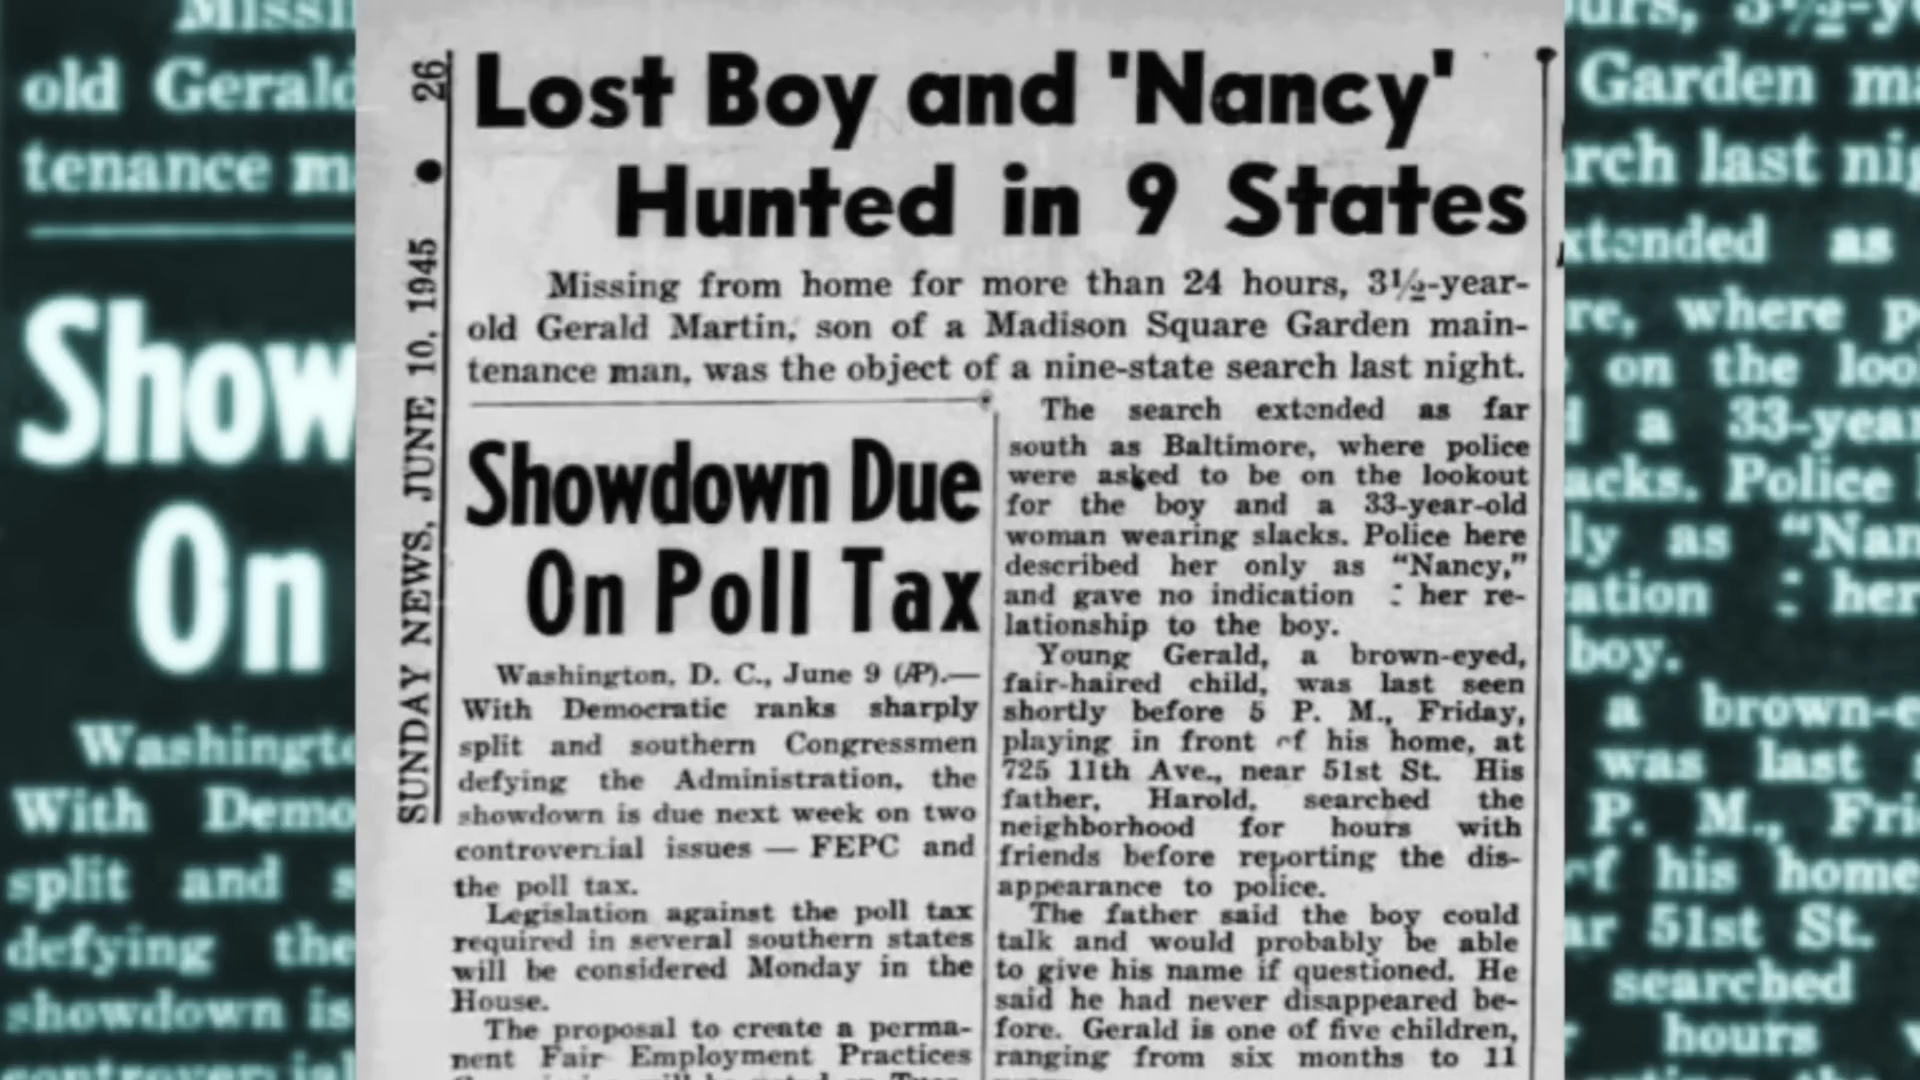 SUNDAY NEWS, JUNE 10, 1945 • 26
Lost Boy and 'Nancy'
Hunted in 9 States
Missing from home for more than 24 hours, 3½-year-
old Gerald Martin, son of a Madison Square Garden main-
tenance man, was the object of a nine-state search last night.
The search extended as far
south as Baltimore, where police
were asked to be on the lookout
for the boy and a 33-year-old
woman wearing slacks. Police here
described her only as “Nancy,”
and gave no indication : her re-
lationship to the boy.
Young Gerald, a brown-eyed,
fair-haired child, was last seen
shortly before 5 P. M., Friday,
playing in front of his home, at
725 11th Ave., near 51st St. His
father, Harold, searched the
neighborhood for hours with
friends before reporting the dis-
appearance to police.
The father said the boy could
talk and would probably be able
to give his name if questioned. He
said he had never disappeared be-
fore. Gerald is one of five children,
ranging from six months to 11
Showdown Due
On Poll Tax
Washington, D. C., June 9 (AP).—
With Democratic ranks sharply
split and southern Congressmen
defying the Administration, the
showdown is due next week on two
controversial issues — FEPC and
the poll tax.
Legislation against the poll tax
required in several southern states
will be considered Monday in the
House.
The proposal to create a perma-
nent Fair Employment Practices